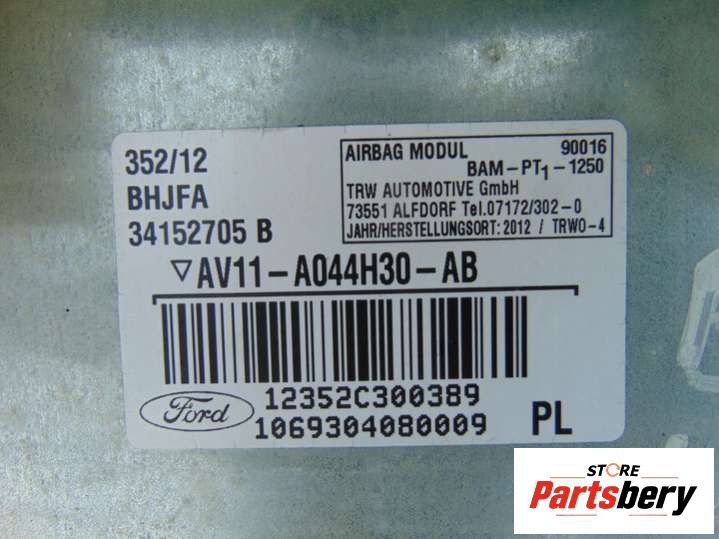 352/12
BHJFA
34152705 B
AIRBAG MODUL 90016
BAM-PT1-1250
TRW AUTOMOTIVE GmbH
73551 ALFDORF Tel.07172/302-0
JAHR/HERSTELLUNGSORT: 2012 / TRWO-4
▽AV11-A044H30-AB
Ford
12352C300389
1069304080009
PL
STORE
Partsbery